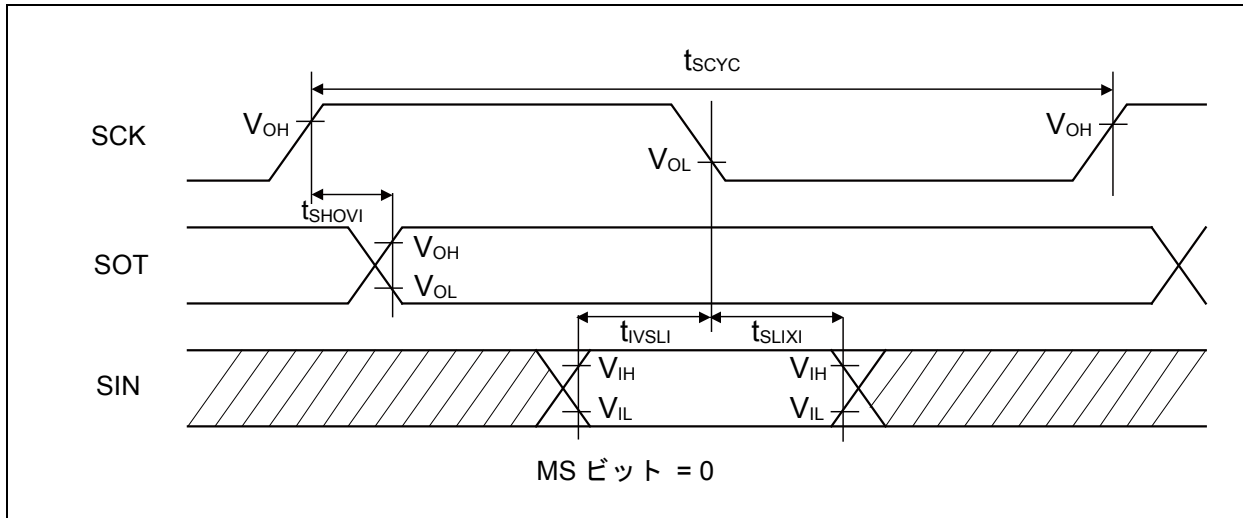 tSCYC
SCK
VOH
VOL
VOH
tSHOVI
SOT
VOH
VOL
tIVSLI
tSLIXI
SIN
VIH
VIL
VIH
VIL
MS ビット = 0